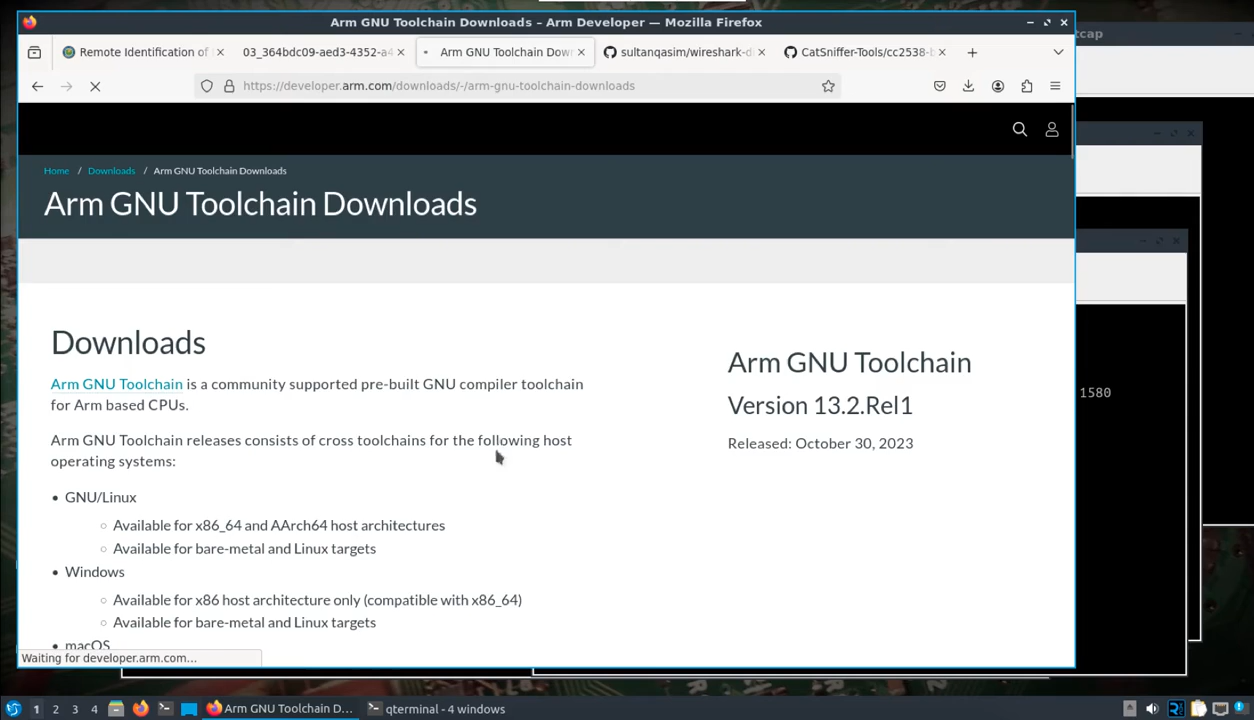 Arm GNU Toolchain Downloads – Arm Developer — Mozilla Firefox
tcap
Remote Identification of
03_364bdc09-aed3-4352-a4
Arm GNU Toolchain Dow
sultanqasim/wireshark-d
CatSniffer-Tools/cc2538-b
https://developer.arm.com/downloads/-/arm-gnu-toolchain-downloads
Home / Downloads / Arm GNU Toolchain Downloads
Arm GNU Toolchain Downloads
Downloads
Arm GNU Toolchain is a community supported pre-built GNU compiler toolchain
for Arm based CPUs.
Arm GNU Toolchain releases consists of cross toolchains for the following host
operating systems:
• GNU/Linux
○ Available for x86_64 and AArch64 host architectures
○ Available for bare-metal and Linux targets
• Windows
○ Available for x86 host architecture only (compatible with x86_64)
○ Available for bare-metal and Linux targets
• macOS
Arm GNU Toolchain
Version 13.2.Rel1
Released: October 30, 2023
1580
Waiting for developer.arm.com...
1 2 3 4
Arm GNU Toolchain D...
qterminal - 4 windows